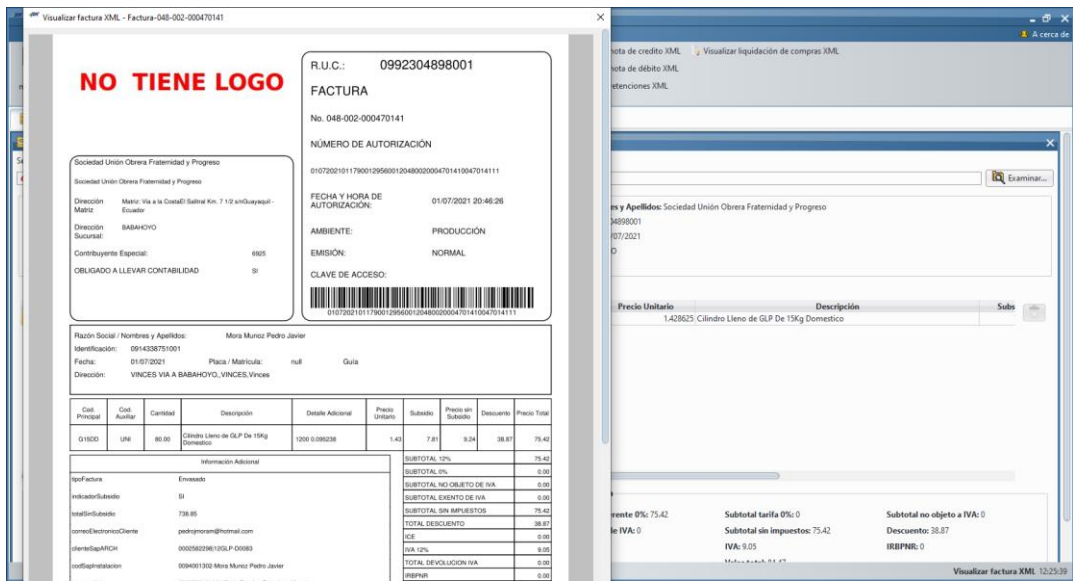 Visualizar factura XML - Factura-048-002-000470141
A cerca de
nota de credito XML
Visualizar liquidación de compras XML
nota de débito XML
retenciones XML
NO TIENE LOGO
R.U.C.: 0992304898001
FACTURA
No. 048-002-000470141
NÚMERO DE AUTORIZACIÓN
0107202101179001295600120480020004701410047014111
FECHA Y HORA DE AUTORIZACIÓN: 01/07/2021 20:46:26
AMBIENTE: PRODUCCIÓN
EMISIÓN: NORMAL
CLAVE DE ACCESO:
0107202101179001295600120480020004701410047014111
Sociedad Unión Obrera Fraternidad y Progreso
Sociedad Unión Obrera Fraternidad y Progreso
Dirección Matriz: Matriz: Via a la CostaEl Salitral Km. 7 1/2 s/nGuayaquil - Ecuador
Dirección Sucursal: BABAHOYO
Contribuyente Especial: 6925
OBLIGADO A LLEVAR CONTABILIDAD SI
Razón Social / Nombres y Apellidos: Mora Munoz Pedro Javier
Identificación: 0914338751001
Fecha: 01/07/2021 Placa / Matrícula: null Guía
Dirección: VINCES VIA A BABAHOYO,,VINCES,Vinces
Cod. Principal Cod. Auxiliar Cantidad Descripción Detalle Adicional Precio Unitario Subsidio Precio sin Subsidio Descuento Precio Total
G15DD UNI 80.00 Cilindro Lleno de GLP De 15Kg Domestico 1200 0.095238 1.43 7.81 9.24 38.87 75.42
Información Adicional
tipoFactura Envasado
indicadorSubsidio SI
totalSinSubsidio 738.85
correoElectronicoCliente pedrojmoram@hotmail.com
clienteSapARCH 0002582298;12GLP-D0083
codSapInstalacion 0094001302-Mora Munoz Pedro Javier
SUBTOTAL 12% 75.42
SUBTOTAL 0% 0.00
SUBTOTAL NO OBJETO DE IVA 0.00
SUBTOTAL EXENTO DE IVA 0.00
SUBTOTAL SIN IMPUESTOS 75.42
TOTAL DESCUENTO 38.87
ICE 0.00
IVA 12% 9.05
TOTAL DEVOLUCION IVA 0.00
IRBPNR 0.00
Examinar...
es y Apellidos: Sociedad Unión Obrera Fraternidad y Progreso
04898001
/07/2021
O
Precio Unitario Descripción Subs
1.428625 Cilindro Lleno de GLP De 15Kg Domestico
rente 0%: 75.42 Subtotal tarifa 0%: 0 Subtotal no objeto a IVA: 0
de IVA: 0 Subtotal sin impuestos: 75.42 Descuento: 38.87
IVA: 9.05 IRBPNR: 0
Visualizar factura XML 12:25:39